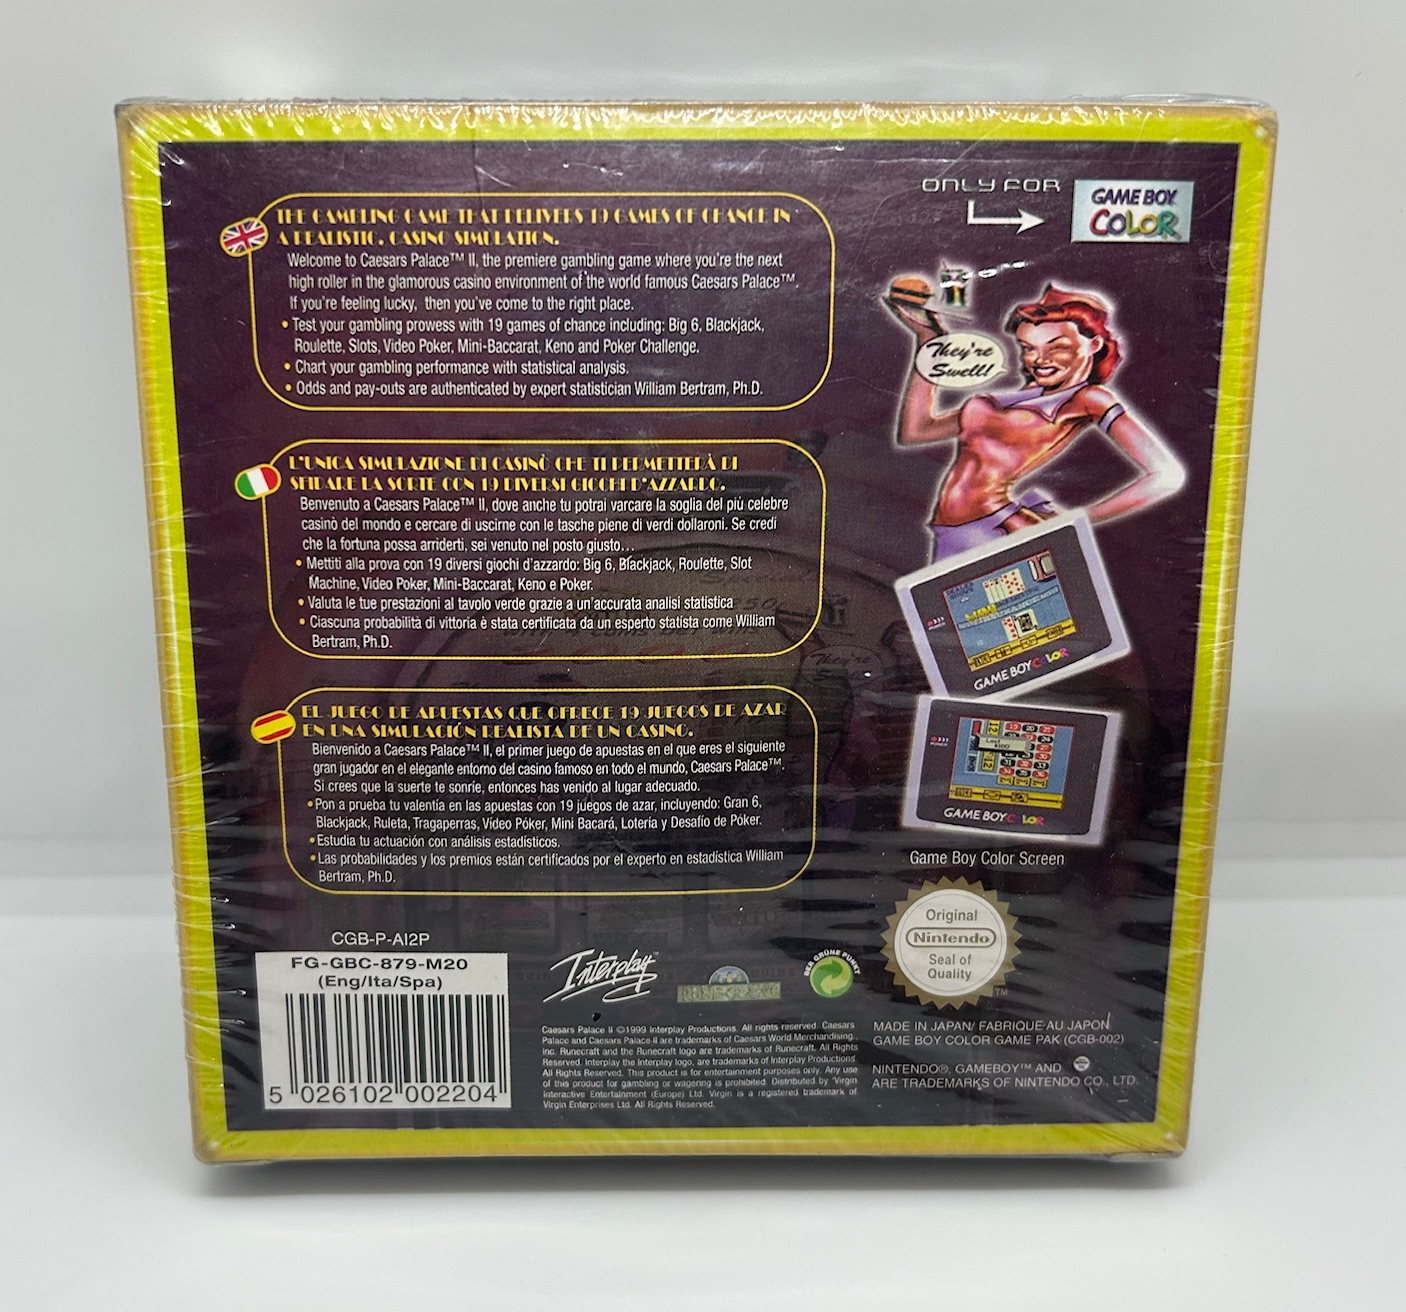 ONLY FOR
GAME BOY
COLOR
THE GAMBLING GAME THAT DELIVERS 19 GAMES OF CHANCE IN
A REALISTIC, CASINO SIMULATION.
Welcome to Caesars Palace™ II, the premiere gambling game where you're the next
high roller in the glamorous casino environment of the world famous Caesars Palace™.
If you're feeling lucky, then you've come to the right place.
• Test your gambling prowess with 19 games of chance including: Big 6, Blackjack,
Roulette, Slots, Video Poker, Mini-Baccarat, Keno and Poker Challenge.
• Chart your gambling performance with statistical analysis.
• Odds and pay-outs are authenticated by expert statistician William Bertram, Ph.D.
They're
Swell!
L'UNICA SIMULAZIONE DI CASINÒ CHE TI PERMETTERÀ DI
SFIDARE LA SORTE CON 19 DIVERSI GIOCHI D'AZZARDO.
Benvenuto a Caesars Palace™ II, dove anche tu potrai varcare la soglia del più celebre
casinò del mondo e cercare di uscirne con le tasche piene di verdi dollaroni. Se credi
che la fortuna possa arriderti, sei venuto nel posto giusto...
• Mettiti alla prova con 19 diversi giochi d'azzardo: Big 6, Blackjack, Roulette, Slot
Machine, Video Poker, Mini-Baccarat, Keno e Poker.
• Valuta le tue prestazioni al tavolo verde grazie a un'accurata analisi statistica
• Ciascuna probabilità di vittoria è stata certificata da un esperto statista come William
Bertram, Ph.D.
EL JUEGO DE APUESTAS QUE OFRECE 19 JUEGOS DE AZAR
EN UNA SIMULACIÓN REALISTA DE UN CASINO.
Bienvenido a Caesars Palace™ II, el primer juego de apuestas en el que eres el siguiente
gran jugador en el elegante entorno del casino famoso en todo el mundo, Caesars Palace™.
Si crees que la suerte te sonríe, entonces has venido al lugar adecuado.
• Pon a prueba tu valentía en las apuestas con 19 juegos de azar, incluyendo: Gran 6,
Blackjack, Ruleta, Tragaperras, Vídeo Póker, Mini Bacará, Lotería y Desafío de Póker.
• Estudia tu actuación con análisis estadísticos.
• Las probabilidades y los premios están certificados por el experto en estadística William
Bertram, Ph.D.
GAME BOY COLOR
GAME BOY COLOR
Game Boy Color Screen
Original
Nintendo
Seal of
Quality
TM
CGB-P-AI2P
FG-GBC-879-M20
(Eng/Ita/Spa)
5 026102 002204
Interplay
DER GRÜNE PUNKT
Caesars Palace II ©1999 Interplay Productions. All rights reserved. Caesars
Palace and Caesars Palace II are trademarks of Caesars World Merchandising,
Inc. Runecraft and the Runecraft logo are trademarks of Runecraft. All Rights
Reserved. Interplay the Interplay logo, are trademarks of Interplay Productions.
All Rights Reserved. This product is for entertainment purposes only. Any use
of this product for gambling or wagering is prohibited. Distributed by Virgin
Interactive Entertainment (Europe) Ltd. Virgin is a registered trademark of
Virgin Enterprises Ltd. All Rights Reserved.
MADE IN JAPAN/ FABRIQUE AU JAPON
GAME BOY COLOR GAME PAK (CGB-002)
NINTENDO®, GAMEBOY™ AND
ARE TRADEMARKS OF NINTENDO CO., LTD.